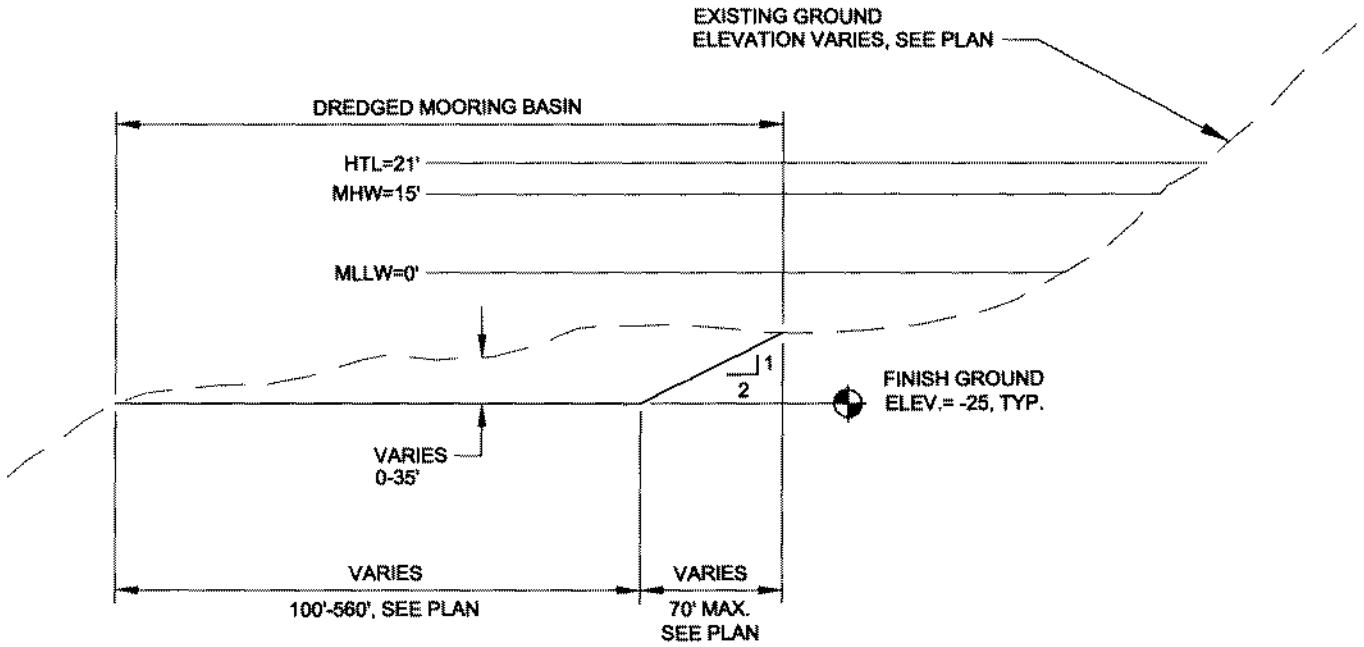 EXISTING GROUND
ELEVATION VARIES, SEE PLAN
DREDGED MOORING BASIN
HTL=21'
MHW=15'
MLLW=0'
1
2
FINISH GROUND
ELEV.= -25, TYP.
VARIES
0-35'
VARIES
100'-560', SEE PLAN
VARIES
70' MAX.
SEE PLAN